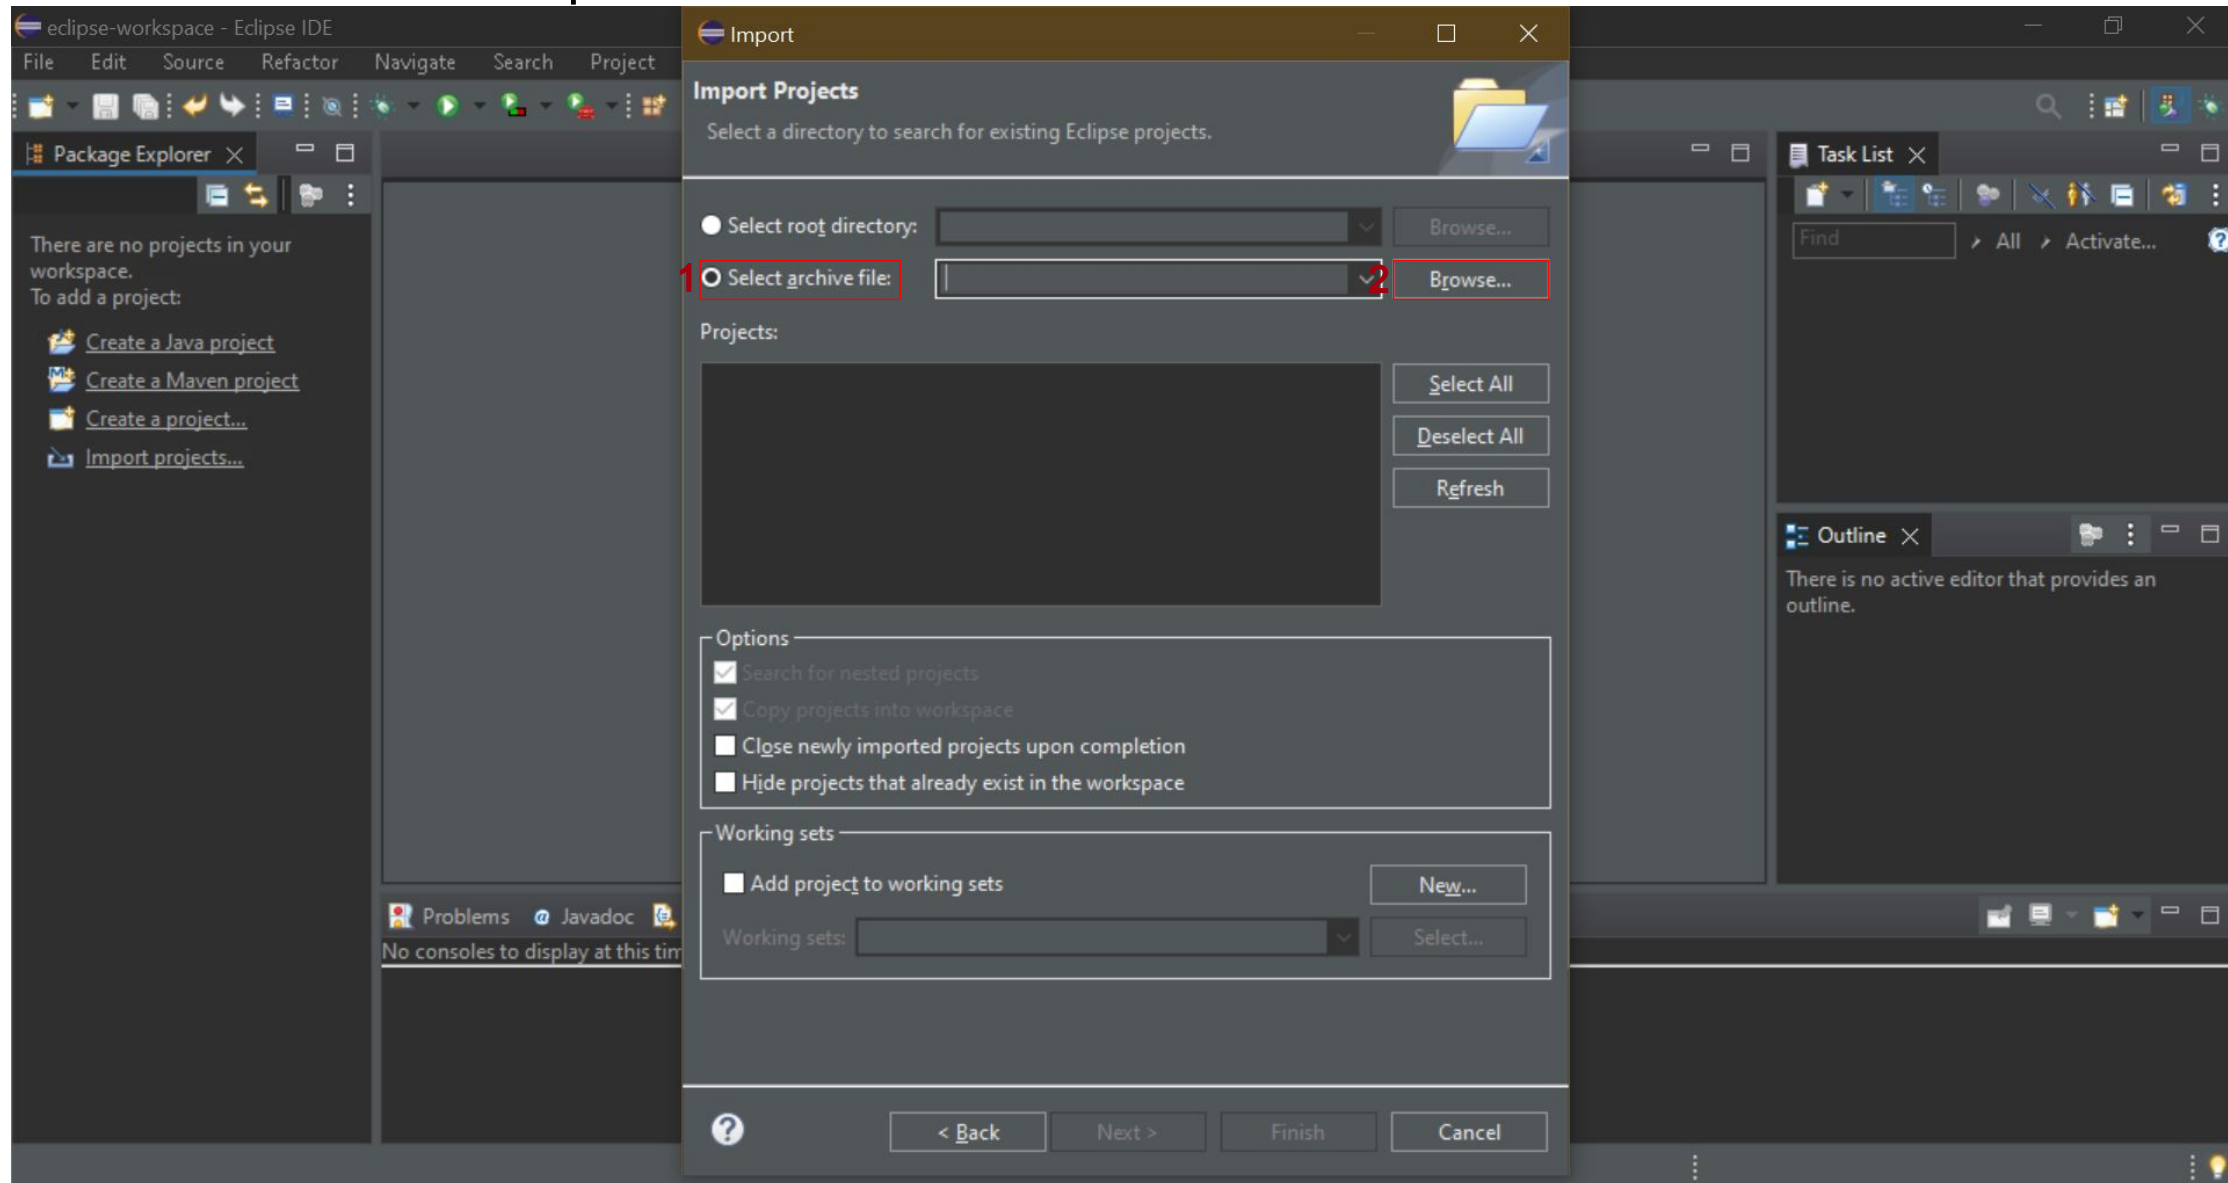 eclipse-workspace - Eclipse IDE
File Edit Source Refactor Navigate Search Project
Package Explorer
There are no projects in your
workspace.
To add a project:
Create a Java project
Create a Maven project
Create a project...
Import projects...
Problems @ Javadoc
No consoles to display at this tim
Import
Import Projects
Select a directory to search for existing Eclipse projects.
Select root directory: Browse...
1 Select archive file: 2 Browse...
Projects:
Select All
Deselect All
Refresh
Options
Search for nested projects
Copy projects into workspace
Close newly imported projects upon completion
Hide projects that already exist in the workspace
Working sets
Add project to working sets New...
Working sets: Select...
? < Back Next > Finish Cancel
Task List
Find All Activate... ?
Outline
There is no active editor that provides an
outline.